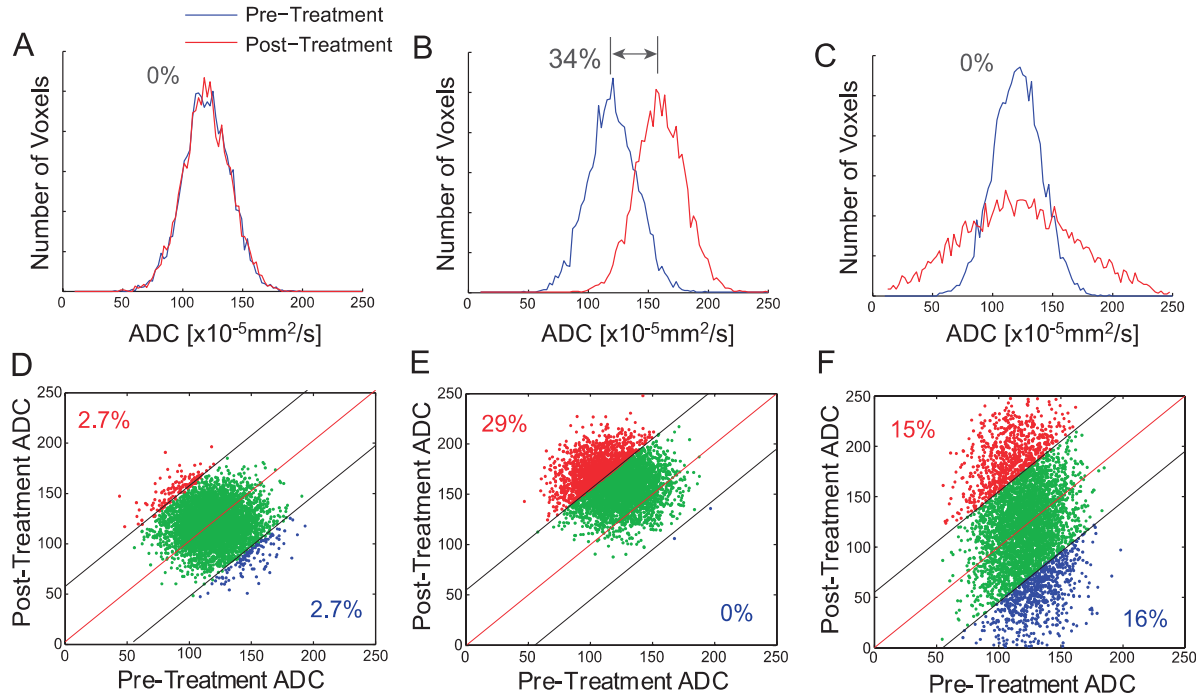 Pre-Treatment
Post-Treatment
A
0%
Number of Voxels
0 50 100 150 200 250
ADC [x10⁻⁵mm²/s]
B
34%
Number of Voxels
0 50 100 150 200 250
ADC [x10⁻⁵mm²/s]
C
0%
Number of Voxels
0 50 100 150 200 250
ADC [x10⁻⁵mm²/s]
D
250
200
150
100
50
0
Post-Treatment ADC
2.7%
2.7%
0 50 100 150 200 250
Pre-Treatment ADC
E
250
200
150
100
50
0
Post-Treatment ADC
29%
0%
0 50 100 150 200 250
Pre-Treatment ADC
F
250
200
150
100
50
0
Post-Treatment ADC
15%
16%
0 50 100 150 200 250
Pre-Treatment ADC